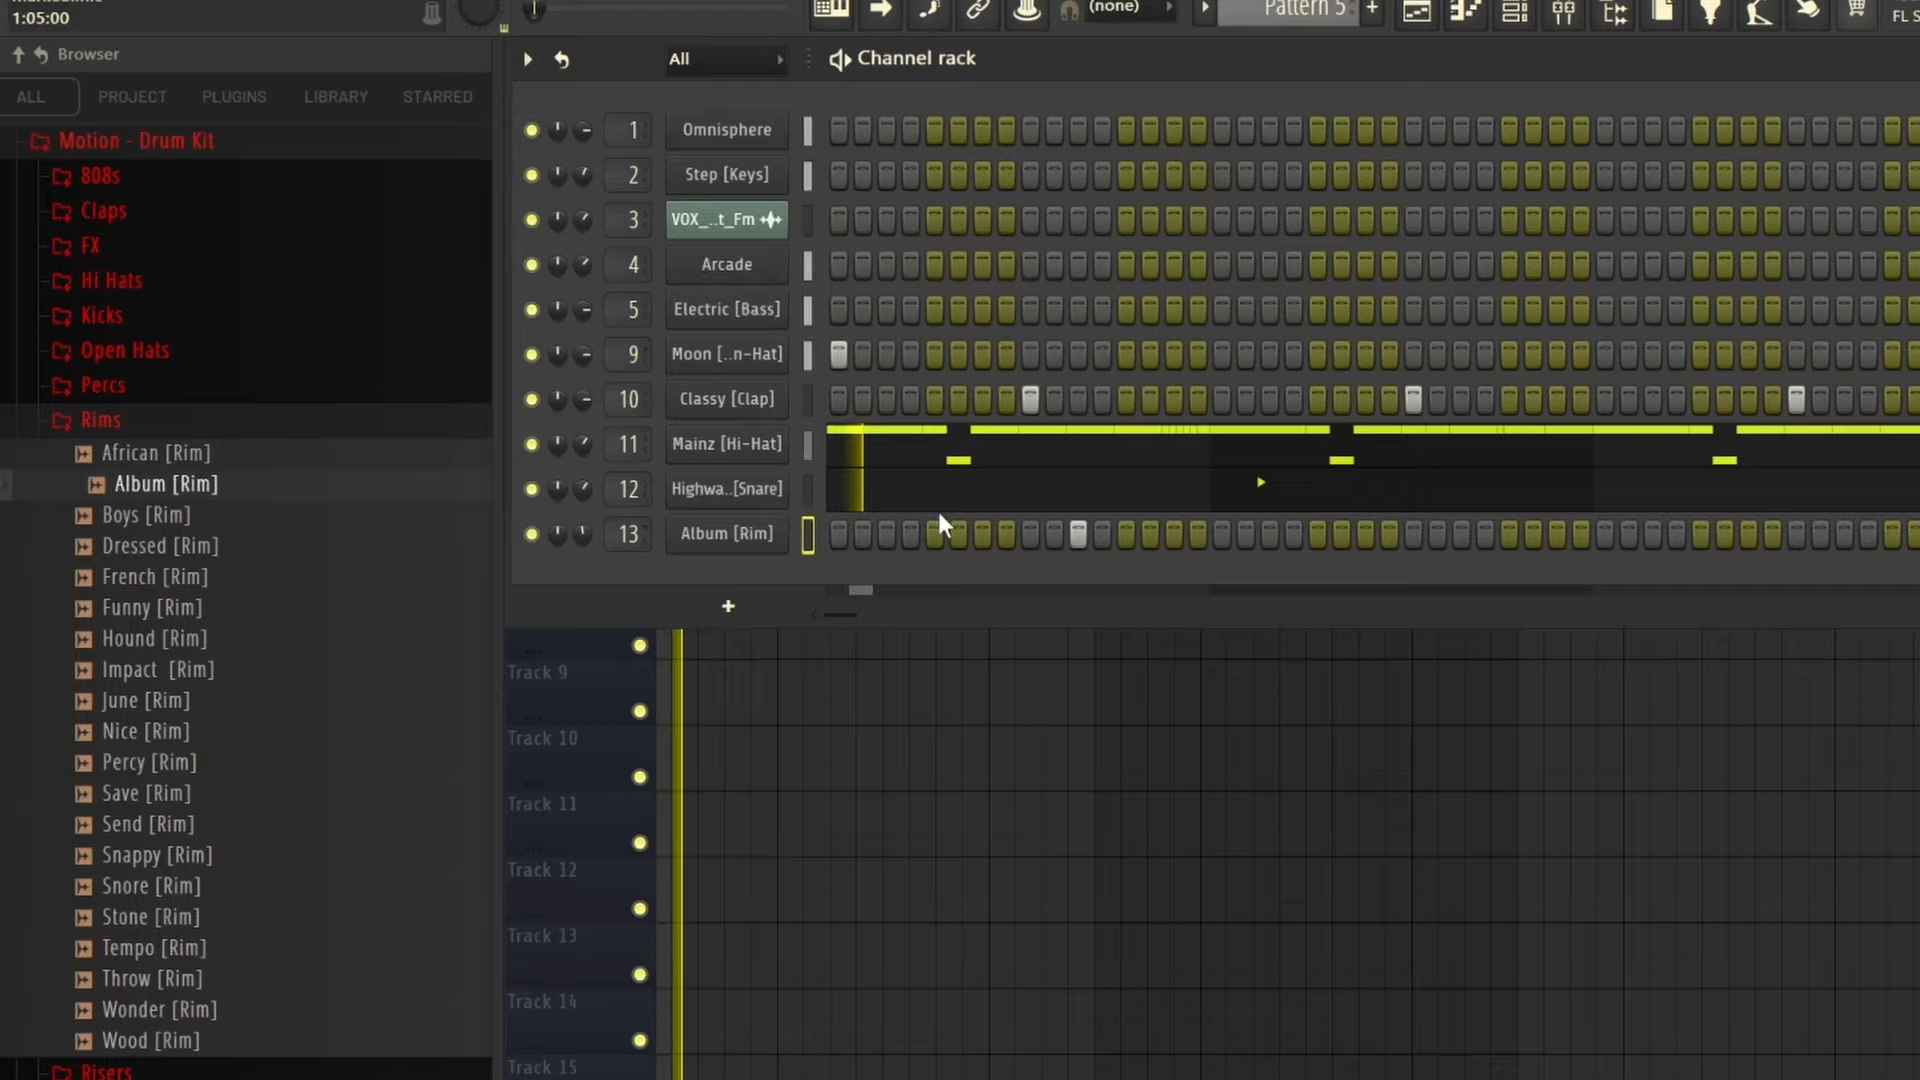 1:05:00
(none)
Pattern 5
FL S
Browser
All
Channel rack
ALL
PROJECT
PLUGINS
LIBRARY
STARRED
Motion - Drum Kit
808s
Claps
FX
Hi Hats
Kicks
Open Hats
Percs
Rims
African [Rim]
Album [Rim]
Boys [Rim]
Dressed [Rim]
French [Rim]
Funny [Rim]
Hound [Rim]
Impact [Rim]
June [Rim]
Nice [Rim]
Percy [Rim]
Save [Rim]
Send [Rim]
Snappy [Rim]
Snore [Rim]
Stone [Rim]
Tempo [Rim]
Throw [Rim]
Wonder [Rim]
Wood [Rim]
Risers
1 Omnisphere
2 Step [Keys]
3 VOX_..t_Fm
4 Arcade
5 Electric [Bass]
9 Moon [..n-Hat]
10 Classy [Clap]
11 Mainz [Hi-Hat]
12 Highwa..[Snare]
13 Album [Rim]
Track 9
Track 10
Track 11
Track 12
Track 13
Track 14
Track 15